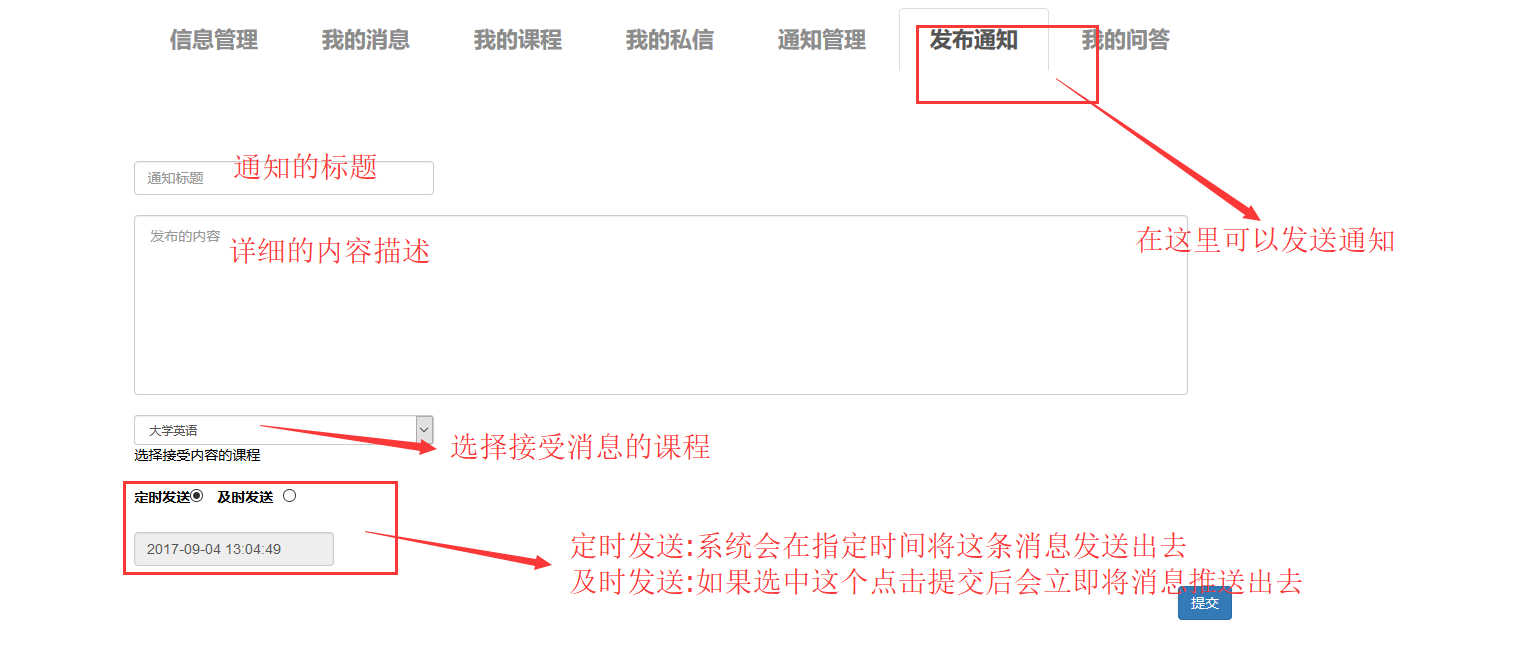 信息管理 我的消息 我的课程 我的私信 通知管理 发布通知 我的问答
通知标题 通知的标题
发布的内容 详细的内容描述
在这里可以发送通知
大学英语
选择接受消息的课程
选择接受内容的课程
定时发送 及时发送
2017-09-04 13:04:49
定时发送:系统会在指定时间将这条消息发送出去
及时发送:如果选中这个点击提交后会立即将消息推送出去
提交